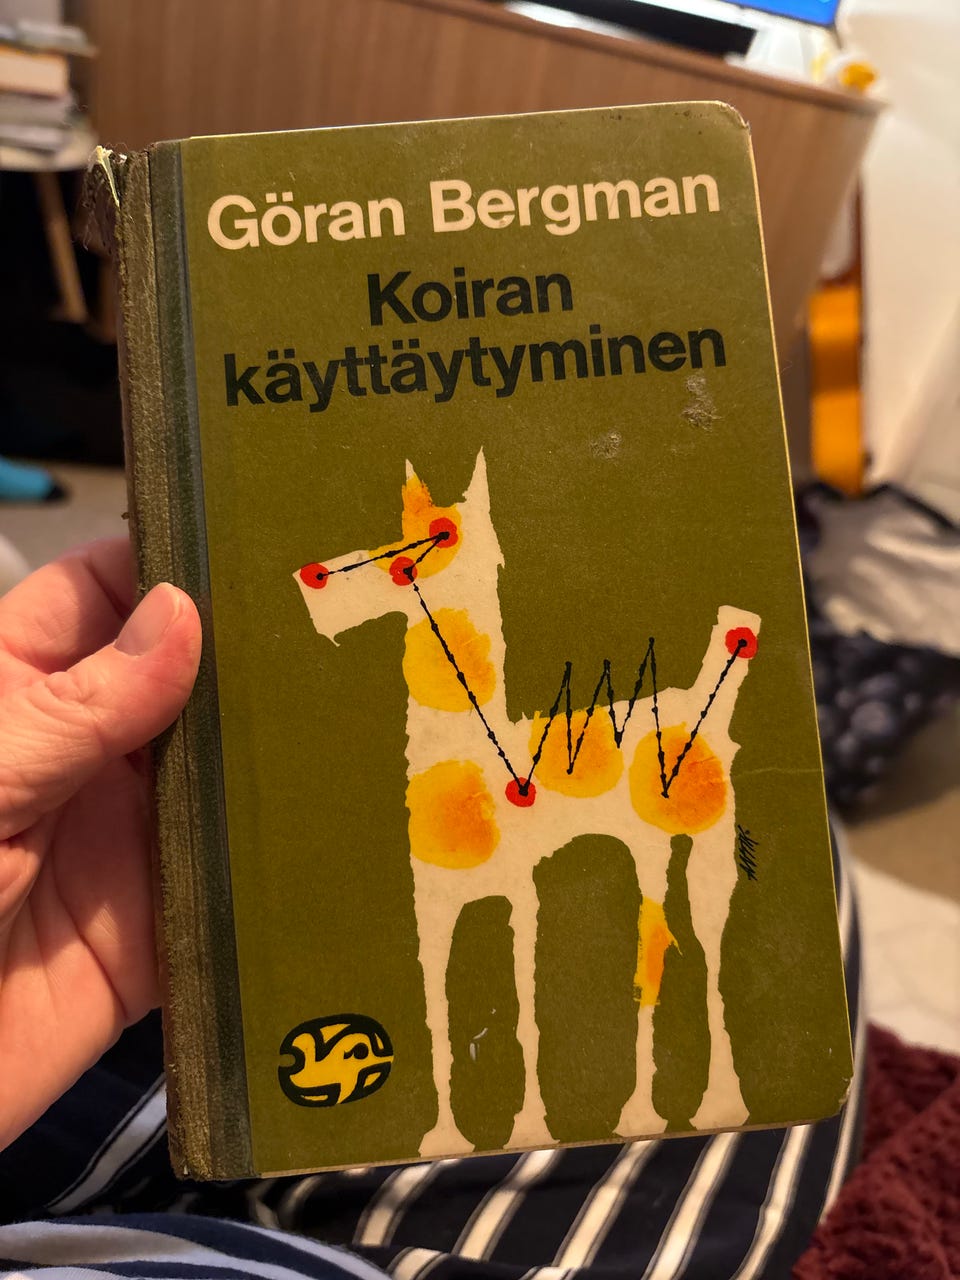 Göran Bergman
Koiran
käyttäytyminen